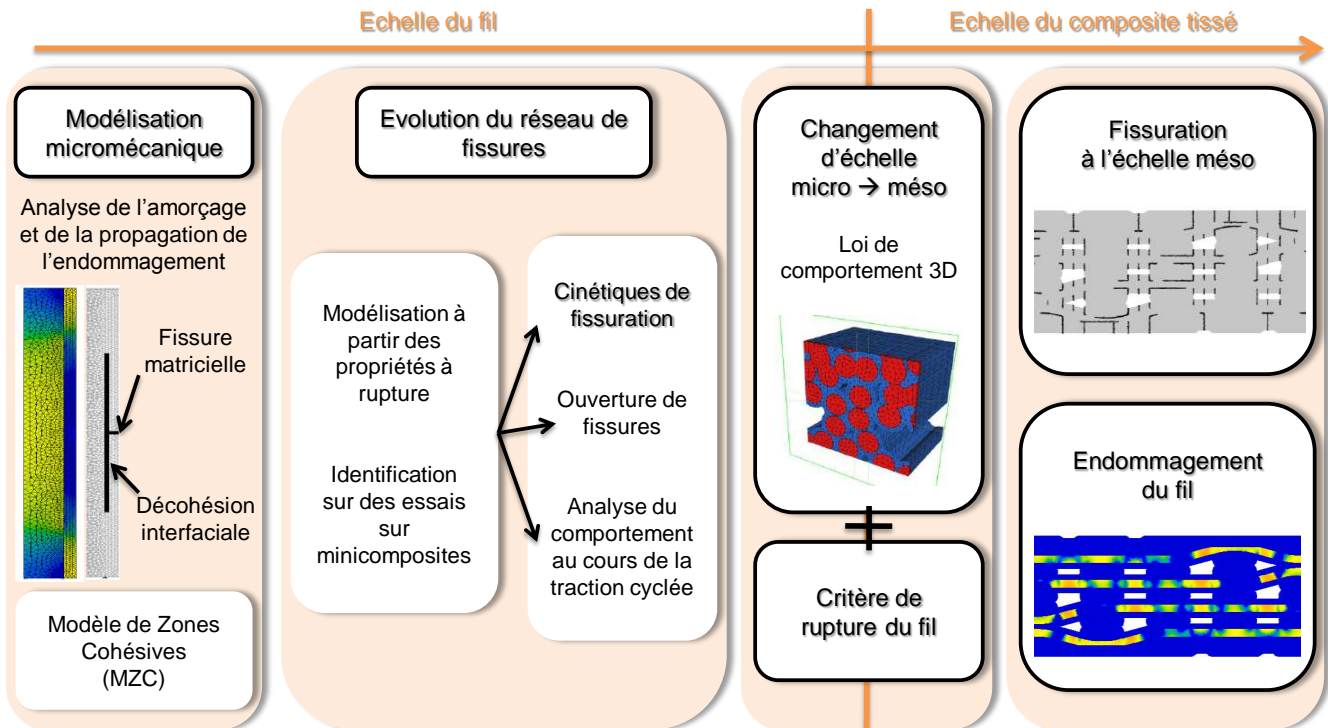 Echelle du fil
Echelle du composite tissé
Modélisation
micromécanique
Analyse de l'amorçage
et de la propagation de
l'endommagement
Fissure
matricielle
Décohésion
interfaciale
Modèle de Zones
Cohésives
(MZC)
Evolution du réseau de
fissures
Modélisation à
partir des
propriétés à
rupture
Identification
sur des essais
sur
minicomposites
Cinétiques de
fissuration
Ouverture de
fissures
Analyse du
comportement
au cours de la
traction cyclée
Changement
d'échelle
micro → méso
Loi de
comportement 3D
+
Critère de
rupture du fil
Fissuration
à l'échelle méso
Endommagement
du fil